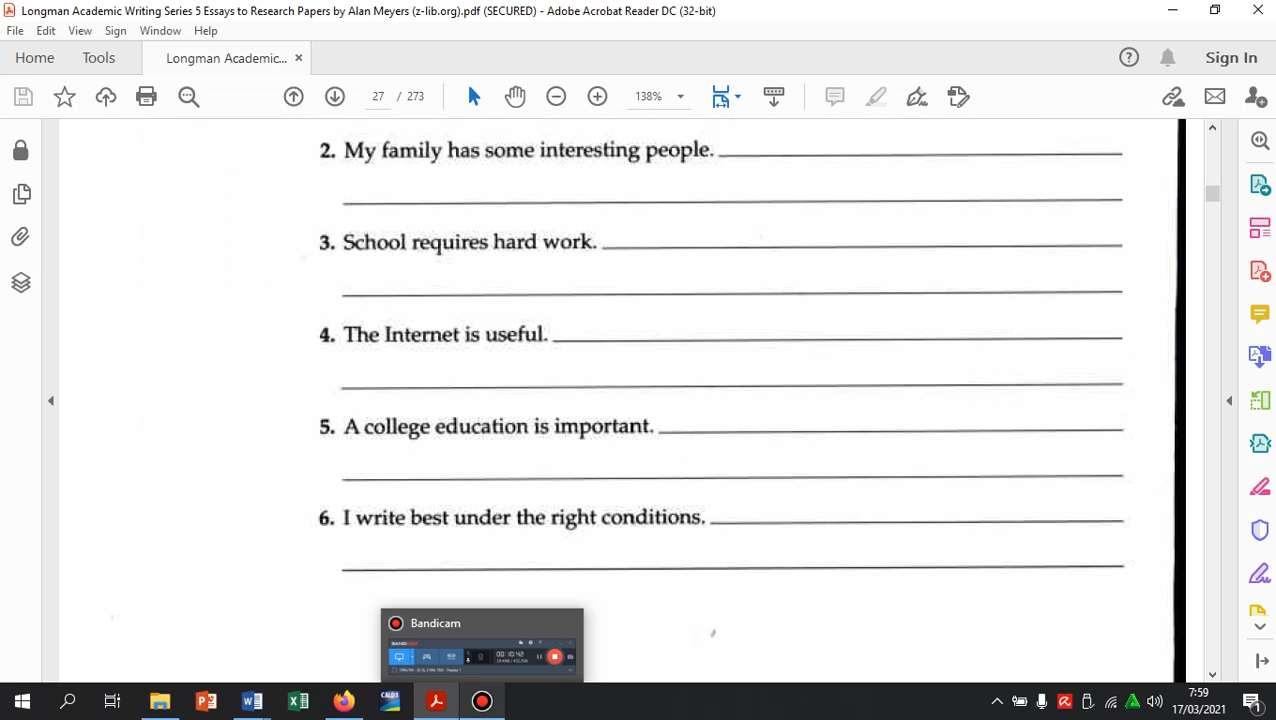 Longman Academic Writing Series 5 Essays to Research Papers by Alan Meyers (z-lib.org).pdf (SECURED) - Adobe Acrobat Reader DC (32-bit)
File Edit View Sign Window Help
Home Tools Longman Academic... × Sign In
27 / 273 138%
2. My family has some interesting people.
3. School requires hard work.
4. The Internet is useful.
5. A college education is important.
6. I write best under the right conditions.
Bandicam
00:10:42
7:59
17/03/2021